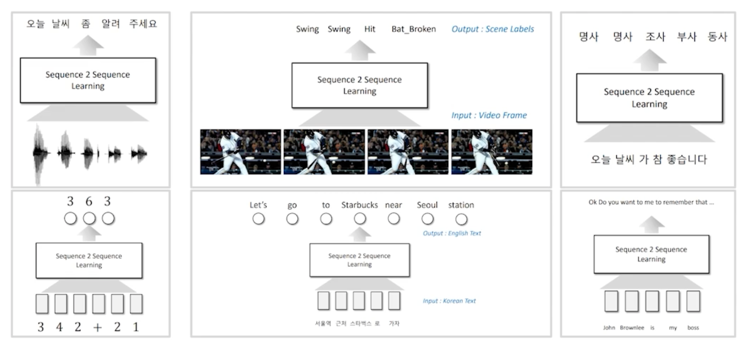 오늘 날씨 좀 알려 주세요
Sequence 2 Sequence
Learning
Swing Swing Hit Bat_Broken
Output : Scene Labels
Sequence 2 Sequence
Learning
Input : Video Frame
명사 명사 조사 부사 동사
Sequence 2 Sequence
Learning
오늘 날씨 가 참 좋습니다
3 6 3
Sequence 2 Sequence
Learning
3 4 2 + 2 1
Let's go to Starbucks near Seoul station
Output : English Text
Sequence 2 Sequence
Learning
Input : Korean Text
서울역 근처 스타벅스 로 가자
Ok Do you want to me to remember that ...
Sequence 2 Sequence
Learning
John Brownlee is my boss